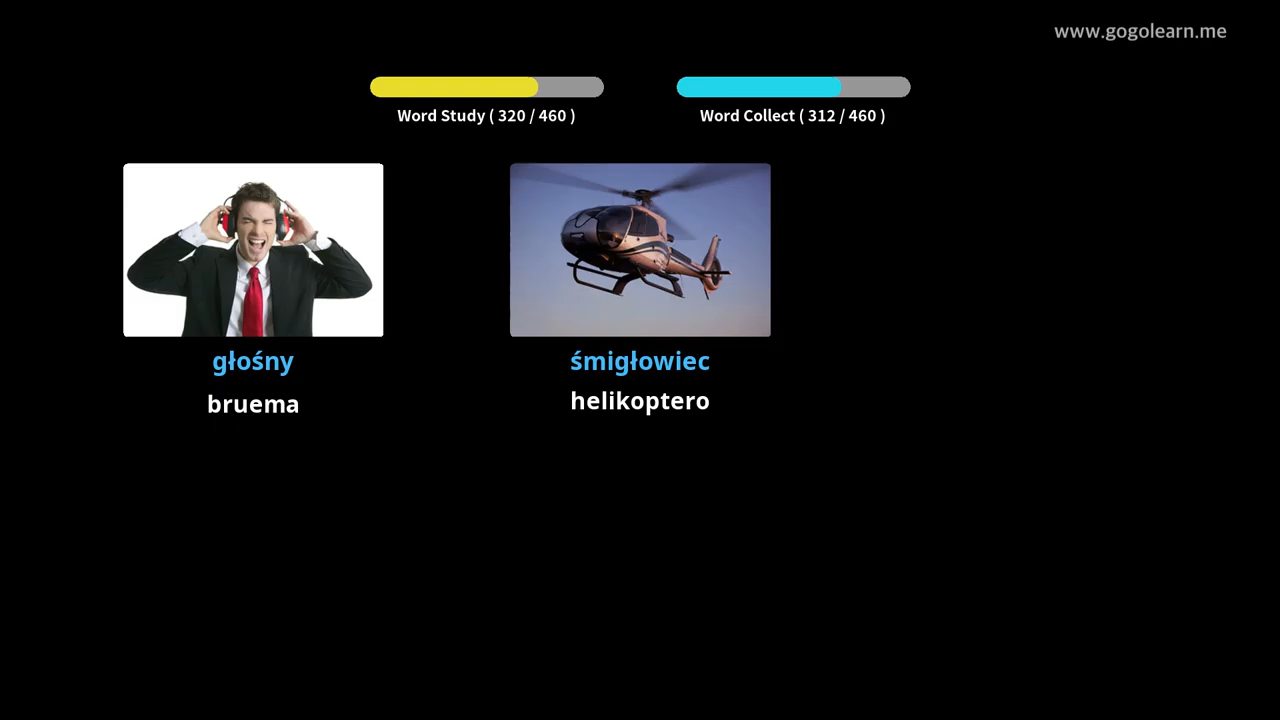 www.gogolearn.me
Word Study ( 320 / 460 )
Word Collect ( 312 / 460 )
głośny
bruema
śmigłowiec
helikoptero